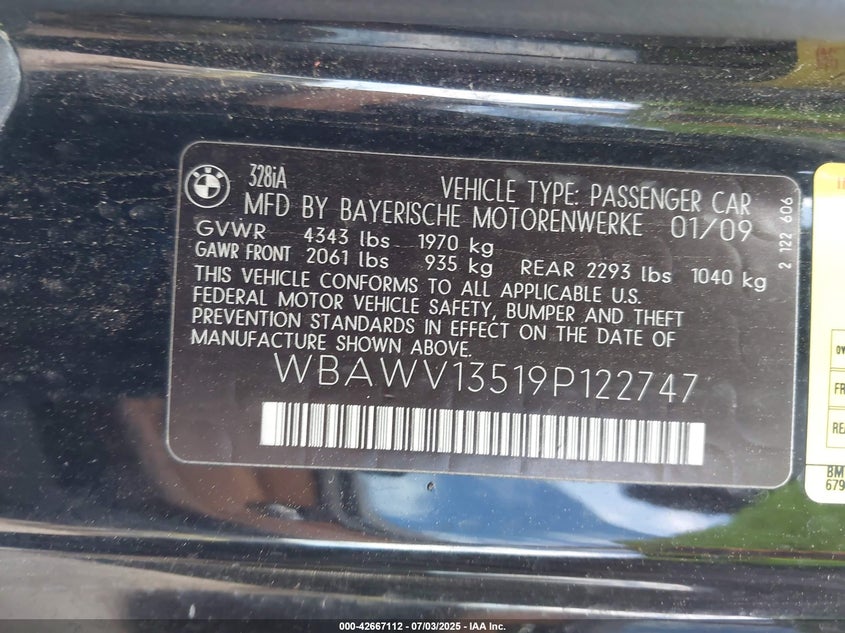 BMW
328iA
VEHICLE TYPE: PASSENGER CAR
MFD BY BAYERISCHE MOTORENWERKE 01/09
GVWR 4343 lbs 1970 kg
GAWR FRONT 2061 lbs 935 kg REAR 2293 lbs 1040 kg
THIS VEHICLE CONFORMS TO ALL APPLICABLE U.S.
FEDERAL MOTOR VEHICLE SAFETY, BUMPER AND THEFT
PREVENTION STANDARDS IN EFFECT ON THE DATE OF
MANUFACTURE SHOWN ABOVE.
WBAWV13519P122747
2 122 606
BM
679
000-42667112 - 07/03/2025 - IAA Inc.